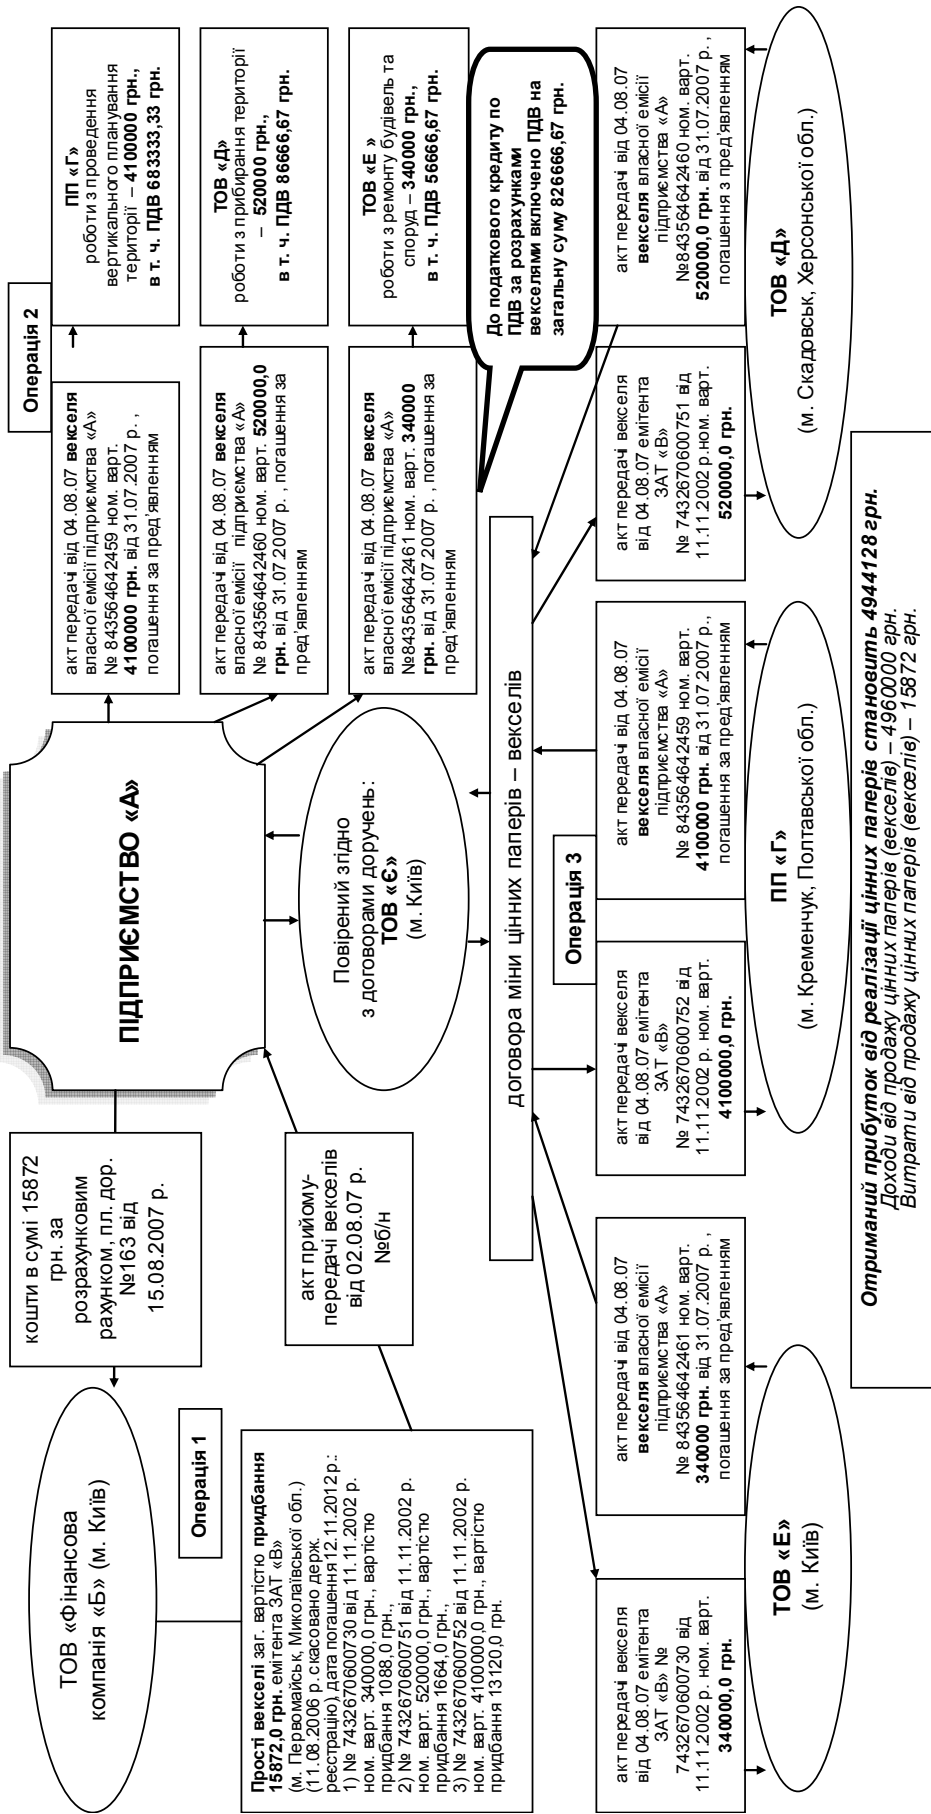 ТОВ «Фінансова
компанія «Б» (м. Київ)
кошти в сумі 15872
грн. за
розрахунковим
рахунком, пл. дор.
№163 від
15.08.2007 р.
ПІДПРИЄМСТВО «А»
Операція 2
акт передачі від 04.08.07 векселя
власної емісії підприємства «А»
№ 843564642459 ном. варт.
4100000 грн. від 31.07.2007 р. ,
погашення за пред'явленням
ПП «Г»
роботи з проведення
вертикального планування
території – 4100000 грн.,
в т. ч. ПДВ 683333,33 грн.
акт передачі від 04.08.07 векселя
власної емісії підприємства «А»
№ 843564642460 ном. варт. 520000,0
грн. від 31.07.2007 р. , погашення за
пред'явленням
ТОВ «Д»
роботи з прибирання території
– 520000 грн.,
в т. ч. ПДВ 86666,67 грн.
акт передачі від 04.08.07 векселя
власної емісії підприємства «А»
№843564642461 ном. варт. 340000
грн. від 31.07.2007 р. , погашення за
пред'явленням
ТОВ «Е »
роботи з ремонту будівель та
споруд – 340000 грн.,
в т. ч. ПДВ 56666,67 грн.
До податкового кредиту по
ПДВ за розрахунками
векселями включено ПДВ на
загальну суму 826666,67 грн.
Операція 1
Прості векселі заг. вартістю придбання
15872,0 грн. емітента ЗАТ «В»
(м. Первомайськ, Миколаївської обл.)
(11.08.2006 р. скасовано держ.
реєстрацію), дата погашення 12.11.2012 р.:
1) № 743267060​0730 від 11.11.2002 р.
ном. варт. 340000,0 грн., вартістю
придбання 1088,0 грн.,
2) № 7432670600751 від 11.11.2002 р.
ном. варт. 520000,0 грн., вартістю
придбання 1664,0 грн.,
3) № 7432670600752 від 11.11.2002 р.
ном. варт. 4100000,0 грн., вартістю
придбання 13120,0 грн.
акт прийому-
передачі векселів
від 02.08.07 р.
№б/н
Повірений згідно
з договорами доручень:
ТОВ «Є»
(м. Київ)
договора міни цінних паперів – векселів
Операція 3
акт передачі векселя
від 04.08.07 емітента
ЗАТ «В» №
7432670600730 від
11.11.2002 р. ном. варт.
340000,0 грн.
акт передачі від 04.08.07
векселя власної емісії
підприємства «А»
№ 843564642461 ном. варт.
340000 грн. від 31.07.2007 р. ,
погашення за пред'явленням
акт передачі векселя
від 04.08.07 емітента
ЗАТ «В»
№ 7432670600752 від
11.11.2002 р. ном. варт.
4100000,0 грн.
акт передачі від 04.08.07
векселя власної емісії
підприємства «А»
№ 843564642459 ном. варт.
4100000 грн. від 31.07.2007 р. ,
погашення за пред'явленням
акт передачі векселя
від 04.08.07 емітента
ЗАТ «В»
№ 7432670600751 від
11.11.2002 р.ном. варт.
520000,0 грн.
акт передачі від 04.08.07
векселя власної емісії
підприємства «А»
№843564642460 ном. варт.
520000,0 грн. від 31.07.2007 р. ,
погашення з пред'явленням
ТОВ «Е»
(м. Київ)
ПП «Г»
(м. Кременчук, Полтавської обл.)
ТОВ «Д»
(м. Скадовськ, Херсонської обл.)
Отриманий прибуток від реалізації цінних паперів становить 4944128 грн.
Доходи від продажу цінних паперів (векселів) – 4960000 грн.
Витрати від продажу цінних паперів (векселів) – 15872 грн.